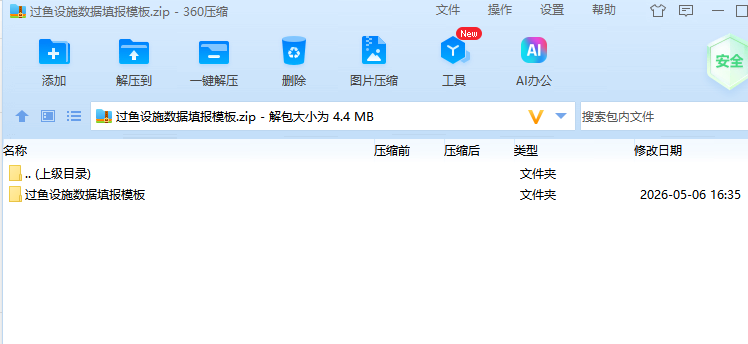 过鱼设施数据填报模板.zip - 360压缩 文件 操作 设置 帮助
New
添加 解压到 一键解压 删除 图片压缩 工具 AI办公 安全
AI
过鱼设施数据填报模板.zip - 解包大小为 4.4 MB 搜索包内文件
名称 压缩前 压缩后 类型 修改日期
.. (上级目录) 文件夹
过鱼设施数据填报模板 文件夹 2026-05-06 16:35